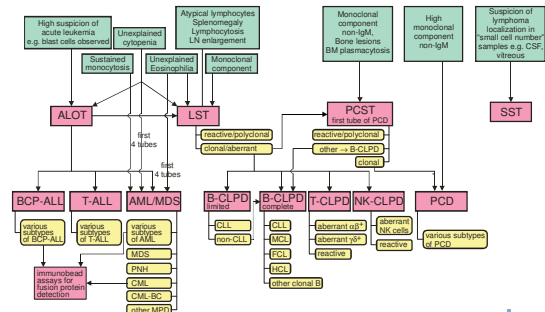 High suspicion of
acute leukemia
e.g. blast cells observed
Unexplained
cytopenia
Atypical lymphocytes
Splenomegaly
Lymphocytosis
LN enlargement
Monoclonal
component
non-IgM,
Bone lesions
BM plasmacytosis
High
monoclonal
component
non-IgM
Suspicion of
lymphoma
localization in
"small cell number"
samples e.g. CSF,
vitreous
Sustained
monocytosis
Unexplained
Eosinophilia
Monoclonal
component
ALOT
LST
PCST
first tube of PCD
SST
reactive/polyclonal
clonal/aberrant
reactive/polyclonal
other → B-CLPD
clonal
first
4 tubes
first
4 tubes
BCP-ALL
T-ALL
AML/MDS
B-CLPD
limited
B-CLPD
complete
T-CLPD
NK-CLPD
PCD
various
subtypes
of BCP-ALL
various
subtypes
of T-ALL
various
subtypes
of AML
MDS
PNH
CML
CML-BC
other MPD
immunobead
assays for
fusion protein
detection
CLL
non-CLL
CLL
MCL
FCL
HCL
other clonal B
aberrant αβ⁺
aberrant γδ⁺
reactive
aberrant
NK cells
reactive
various subtypes
of PCD